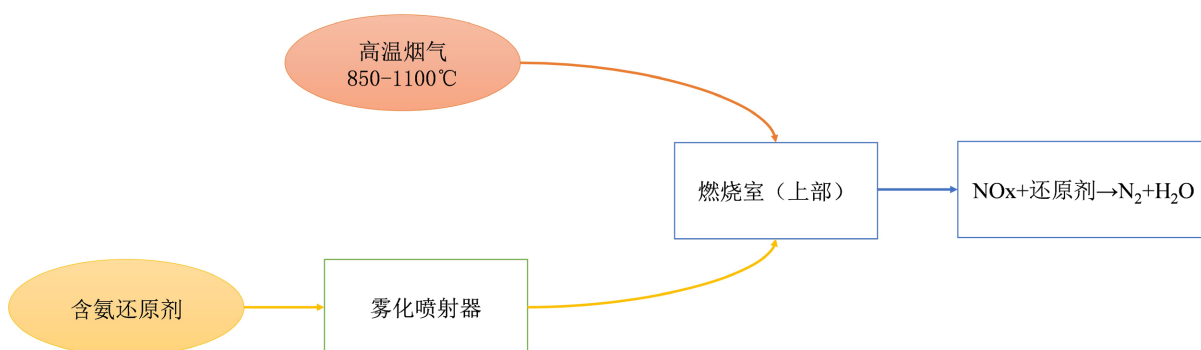 高温烟气
850-1100℃
燃烧室（上部）
NOx+还原剂→N₂+H₂O
含氨还原剂
雾化喷射器